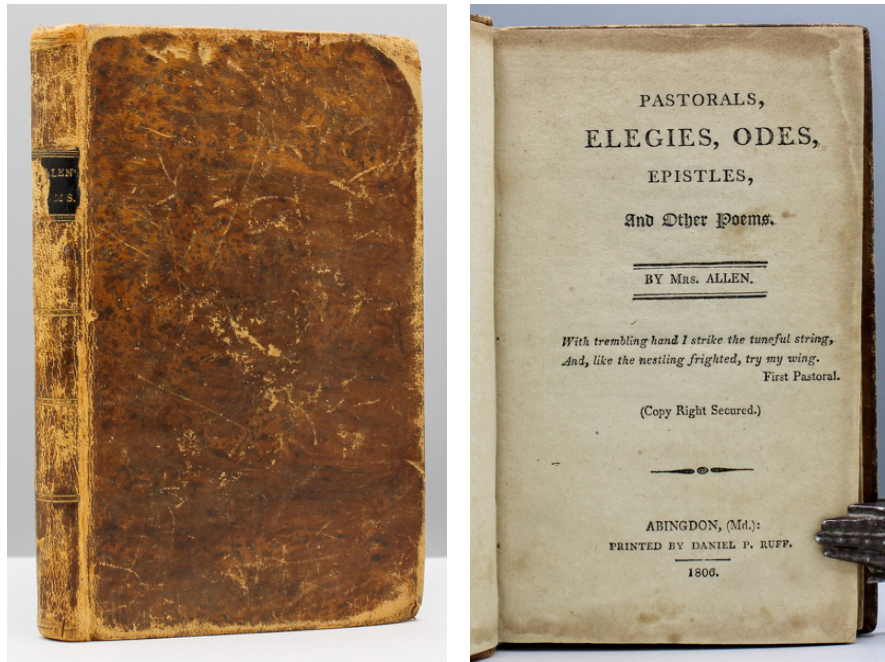 S.
PASTORALS,
ELEGIES, ODES,
EPISTLES,
And Other Poems.
BY MRS. ALLEN.
With trembling hand I strike the tuneful string,
And, like the nestling frighted, try my wing.
First Pastoral.
(Copy Right Secured.)
ABINGDON, (Md.):
PRINTED BY DANIEL P. RUFF.
1806.